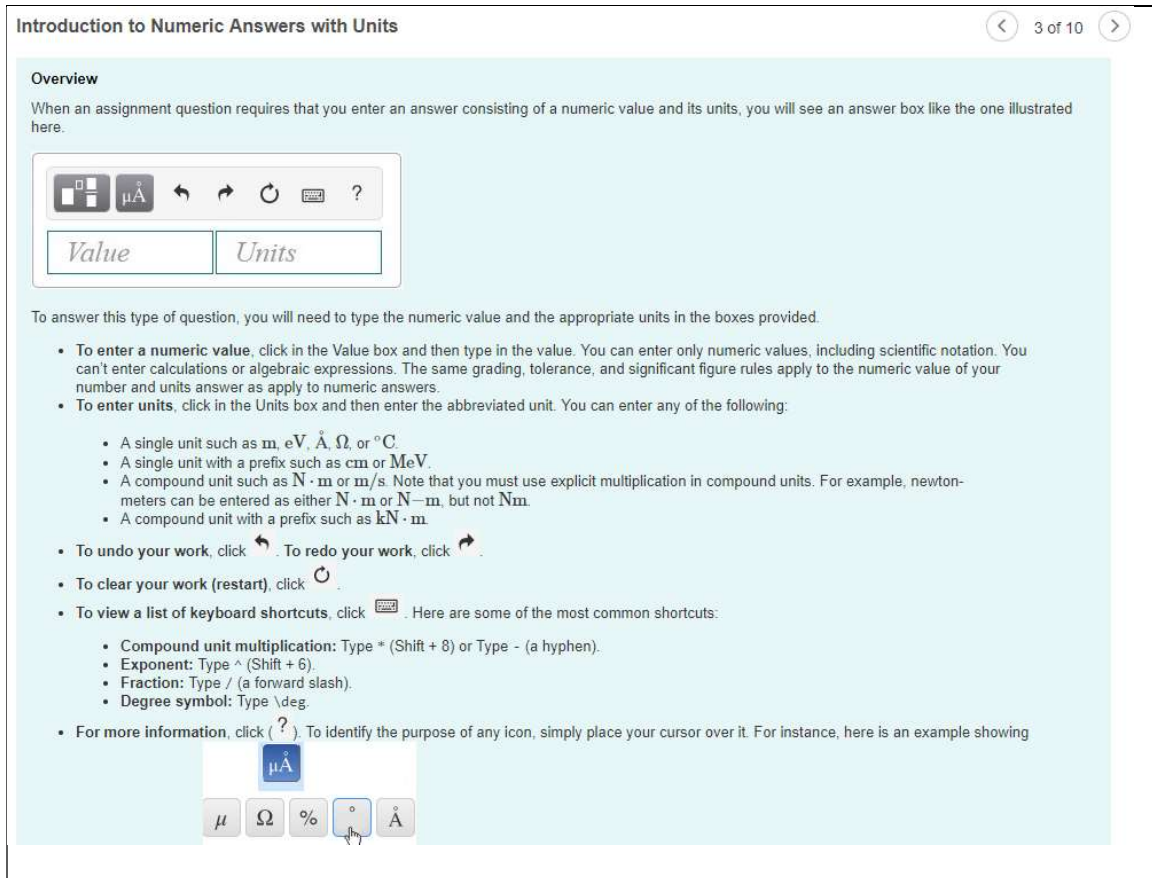 Introduction to Numeric Answers with Units
3 of 10
Overview
When an assignment question requires that you enter an answer consisting of a numeric value and its units, you will see an answer box like the one illustrated
here.
μÅ ?
Value Units
To answer this type of question, you will need to type the numeric value and the appropriate units in the boxes provided.
• To enter a numeric value, click in the Value box and then type in the value. You can enter only numeric values, including scientific notation. You
can't enter calculations or algebraic expressions. The same grading, tolerance, and significant figure rules apply to the numeric value of your
number and units answer as apply to numeric answers.
• To enter units, click in the Units box and then enter the abbreviated unit. You can enter any of the following:
• A single unit such as m, eV, Å, Ω, or °C.
• A single unit with a prefix such as cm or MeV.
• A compound unit such as N · m or m/s. Note that you must use explicit multiplication in compound units. For example, newton-
meters can be entered as either N · m or N−m, but not Nm.
• A compound unit with a prefix such as kN · m.
• To undo your work, click . To redo your work, click .
• To clear your work (restart), click .
• To view a list of keyboard shortcuts, click . Here are some of the most common shortcuts:
• Compound unit multiplication: Type * (Shift + 8) or Type - (a hyphen).
• Exponent: Type ^ (Shift + 6).
• Fraction: Type / (a forward slash).
• Degree symbol: Type \deg.
• For more information, click ( ? ). To identify the purpose of any icon, simply place your cursor over it. For instance, here is an example showing
μÅ
μ Ω % ° Å